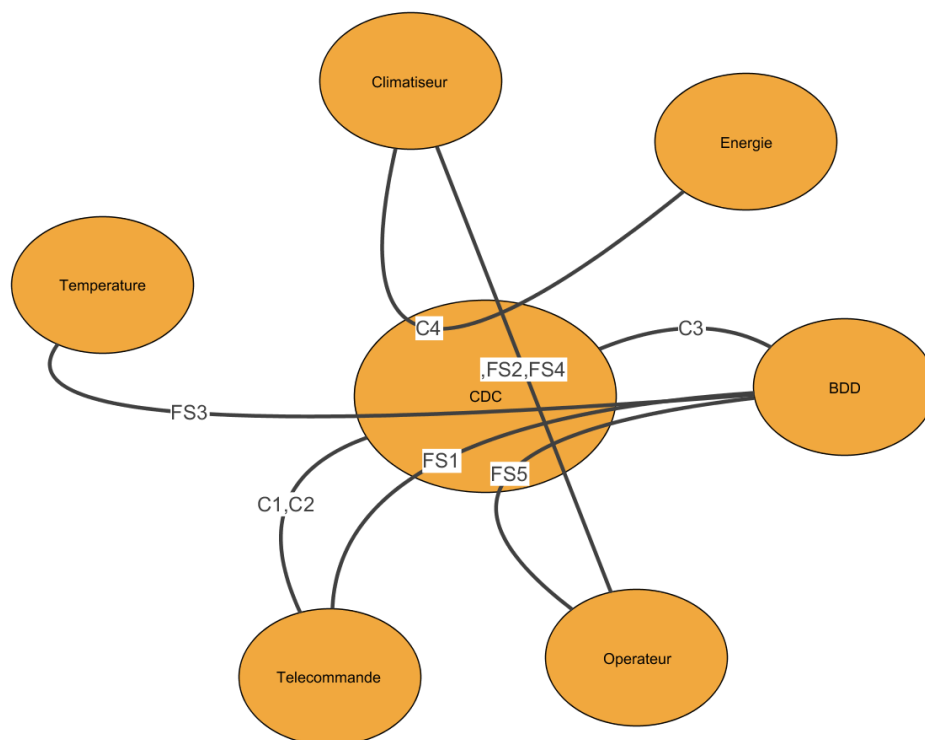 Climatiseur
Energie
Temperature
C4
C3
,FS2,FS4
BDD
CDC
FS3
FS1
FS5
C1,C2
Operateur
Telecommande